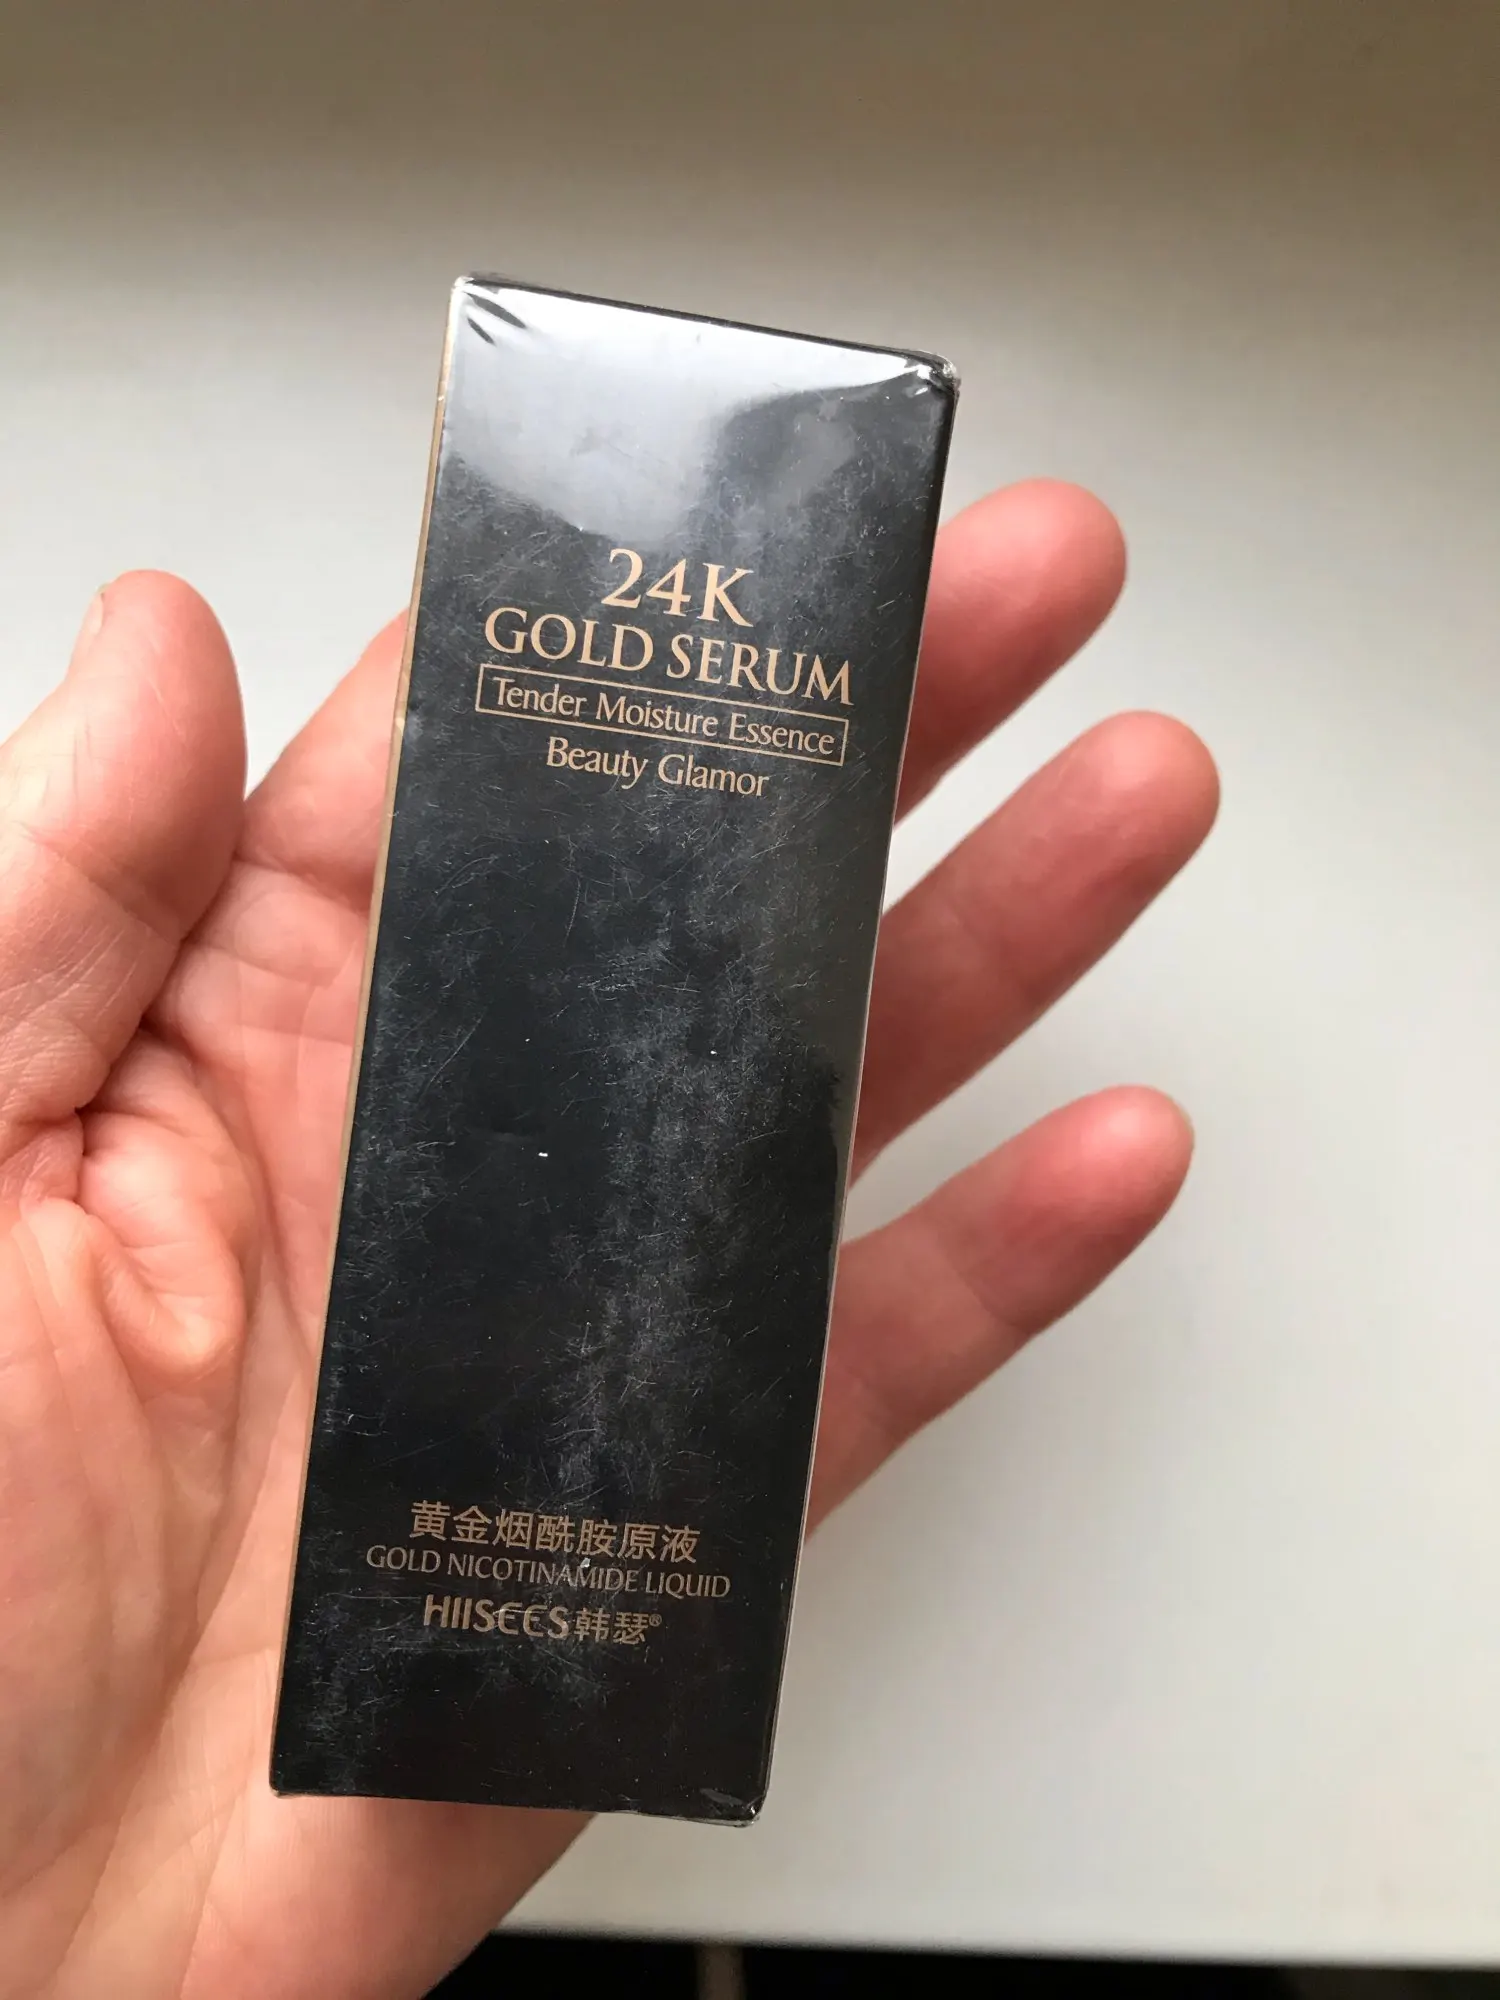 24K
GOLD SERUM
Tender Moisture Essence
Beauty Glamor
黄金烟酰胺原液
GOLD NICOTINAMIDE LIQUID
HIISEES韩瑟®